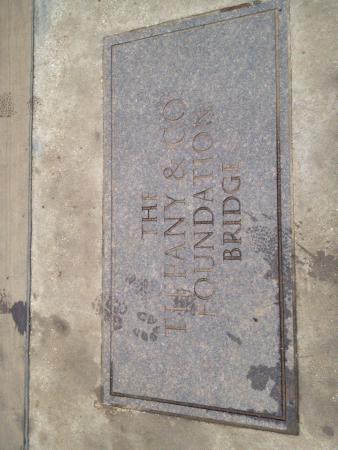 THE
TIFFANY & CO
FOUNDATION
BRIDGE